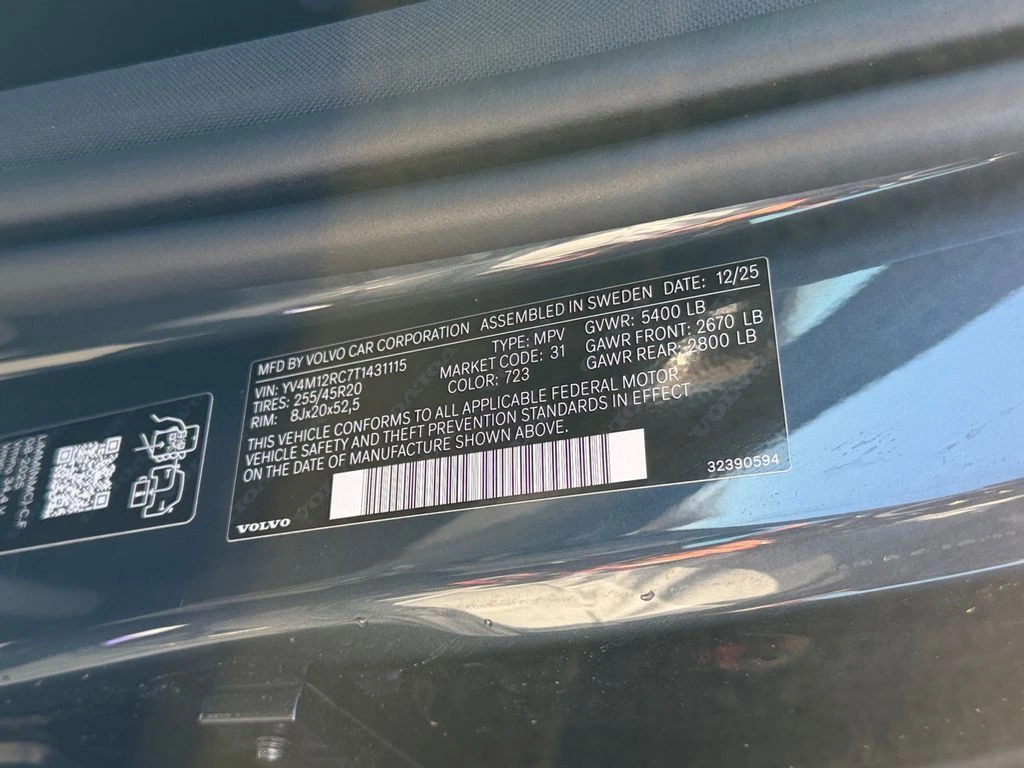 MFD BY VOLVO CAR CORPORATION ASSEMBLED IN SWEDEN DATE: 12/25
VIN: YV4M12RC7T1431115 TYPE: MPV GVWR: 5400 LB
TIRES: 255/45R20 MARKET CODE: 31 GAWR FRONT: 2670 LB
RIM: 8Jx20x52,5 COLOR: 723 GAWR REAR: 2800 LB
THIS VEHICLE CONFORMS TO ALL APPLICABLE FEDERAL MOTOR
VEHICLE SAFETY AND THEFT PREVENTION STANDARDS IN EFFECT
ON THE DATE OF MANUFACTURE SHOWN ABOVE.
32390594
VOLVO